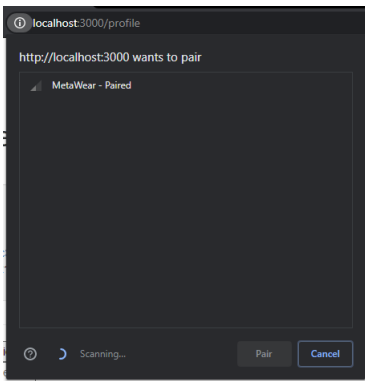 localhost:3000/profile
http://localhost:3000 wants to pair
MetaWear - Paired
Scanning...
Pair
Cancel